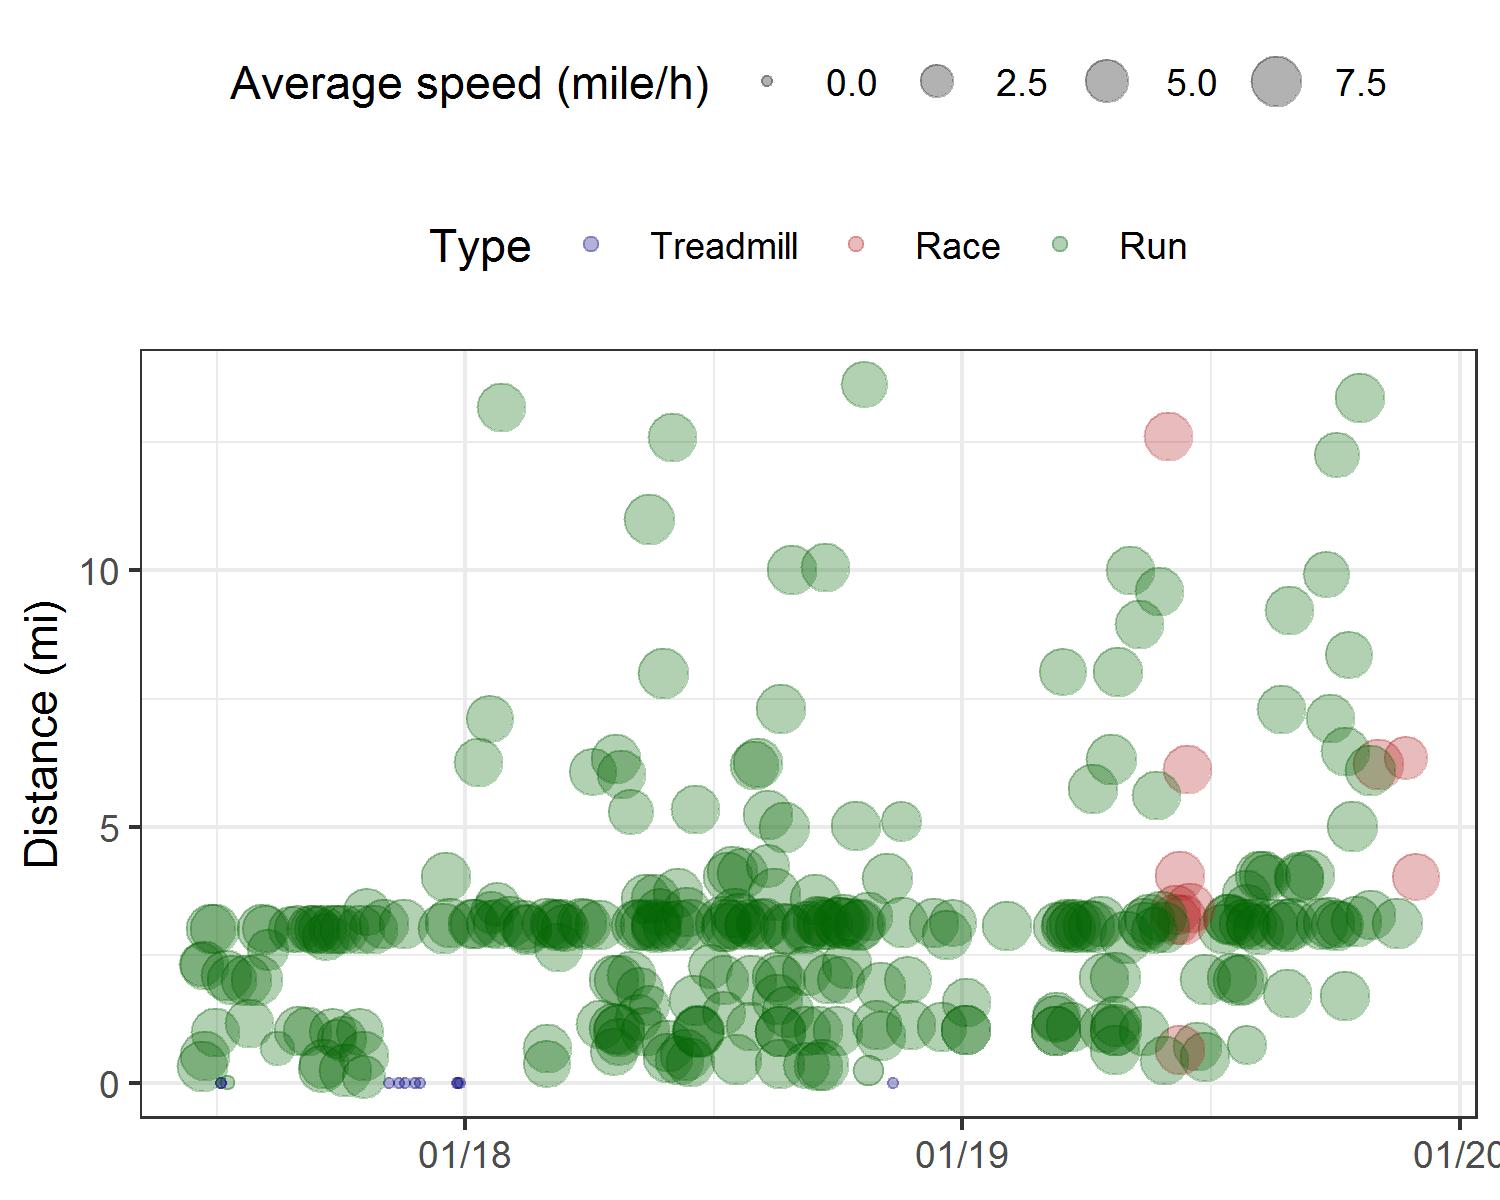 Average speed (mile/h) 0.0 2.5 5.0 7.5
Type Treadmill Race Run
Distance (mi)
10
5
0
01/18 01/19 01/20